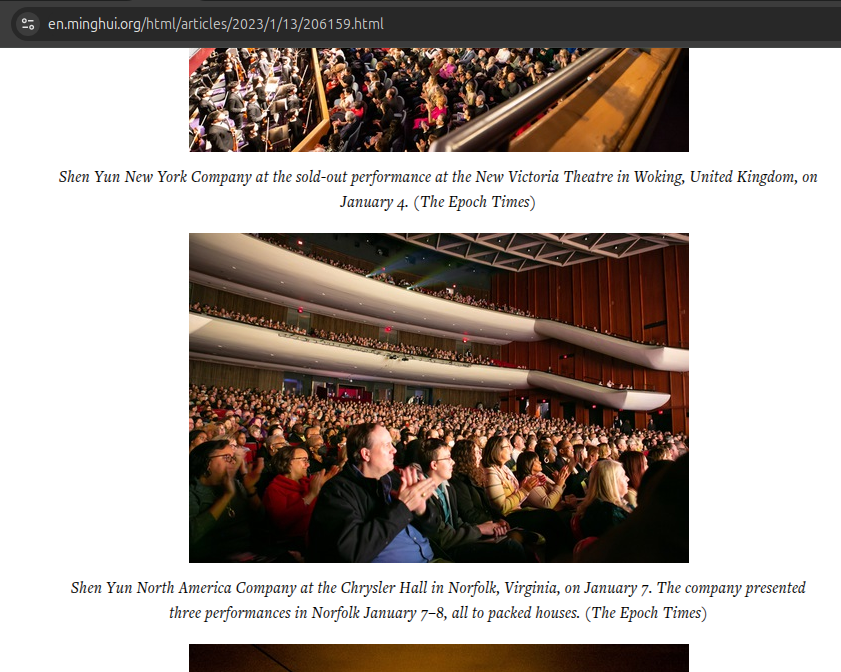 en.minghui.org/html/articles/2023/1/13/206159.html
Shen Yun New York Company at the sold-out performance at the New Victoria Theatre in Woking, United Kingdom, on
January 4. (The Epoch Times)
Shen Yun North America Company at the Chrysler Hall in Norfolk, Virginia, on January 7. The company presented
three performances in Norfolk January 7–8, all to packed houses. (The Epoch Times)